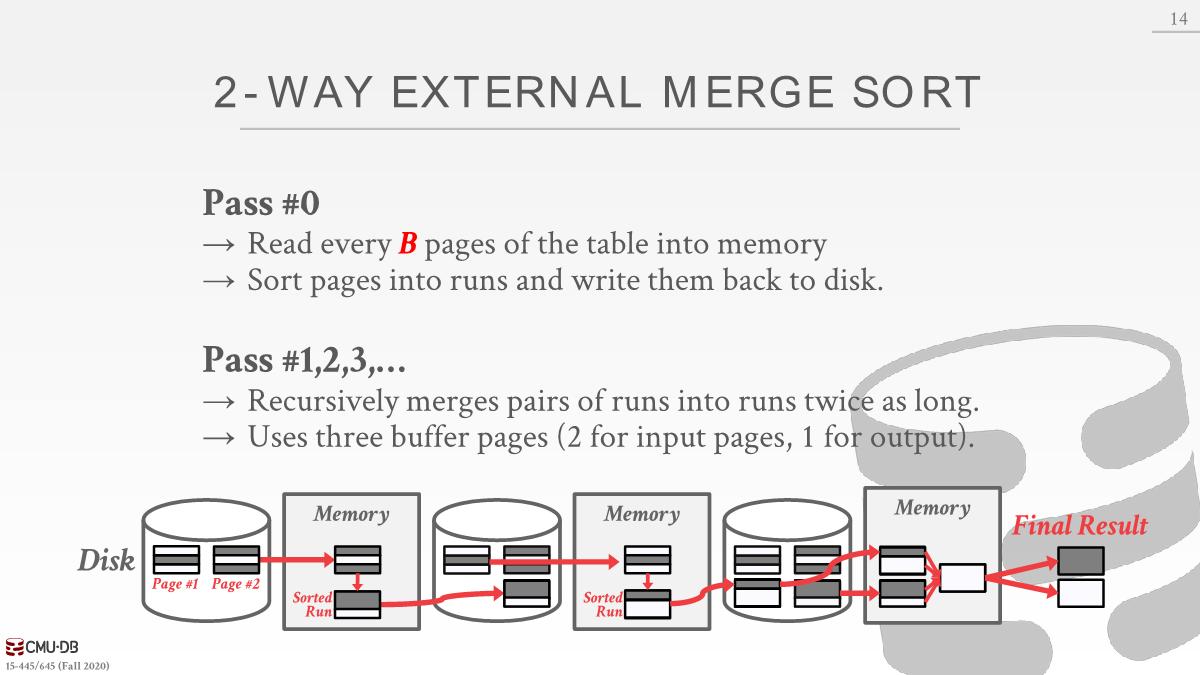 14
2-WAY EXTERNAL MERGE SORT
Pass #0
→ Read every B pages of the table into memory
→ Sort pages into runs and write them back to disk.
Pass #1,2,3,…
→ Recursively merges pairs of runs into runs twice as long.
→ Uses three buffer pages (2 for input pages, 1 for output).
Disk
Page #1
Page #2
Memory
Sorted
Run
Memory
Sorted
Run
Memory
Final Result
CMU·DB
15-445/645 (Fall 2020)